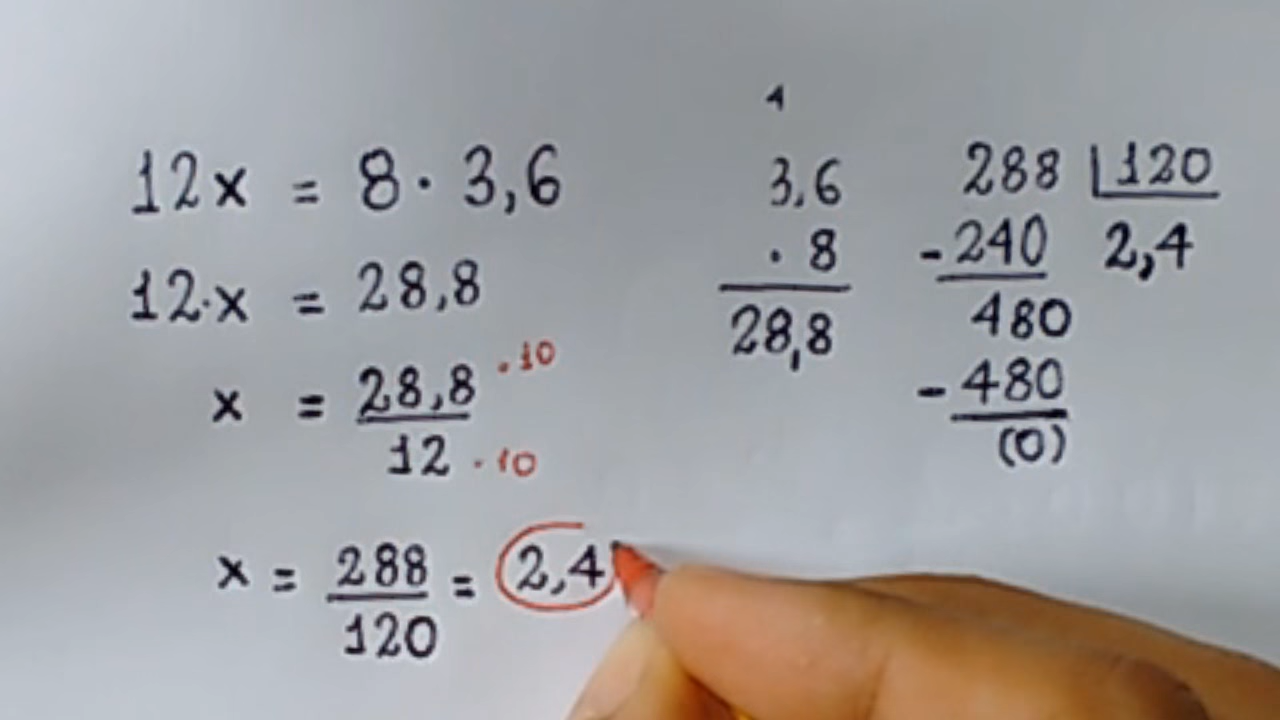 12x = 8 · 3,6
12·x = 28,8
x = 28,8 · 10
12 · 10
x = 288 = 2,4
120
4
3,6
· 8
28,8
288 |120
-240 2,4
480
-480
(0)